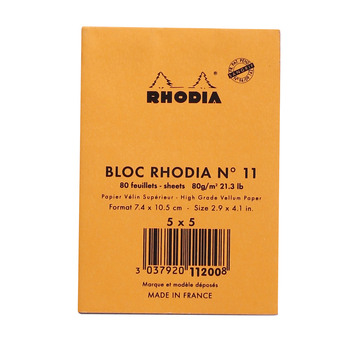 RHODIA
BLOC RHODIA N° 11
80 feuillets - sheets 80g/m² 21.3 lb
Papier Vélin Supérieur - High Grade Vellum Paper
Format 7.4 x 10.5 cm - Size 2.9 x 4.1 in.
5 x 5
3 037920 112008
Marque et modèle déposés
MADE IN FRANCE